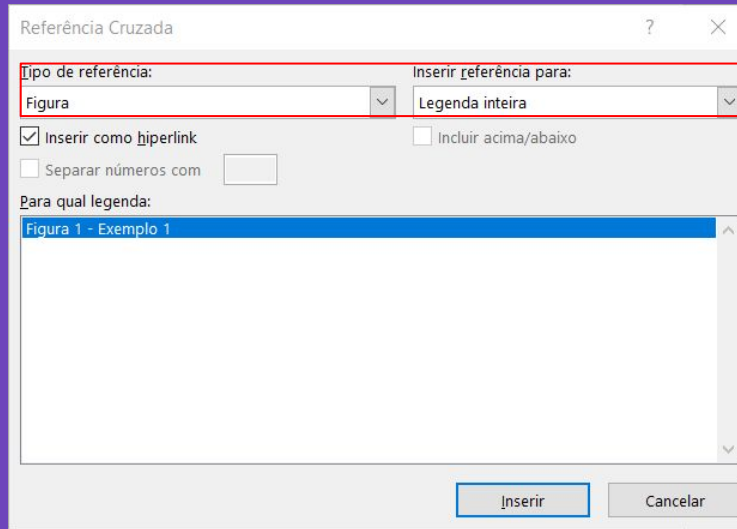 Referência Cruzada
Tipo de referência: Inserir referência para:
Figura Legenda inteira
Inserir como hiperlink Incluir acima/abaixo
Separar números com
Para qual legenda:
Figura 1 - Exemplo 1
Inserir Cancelar